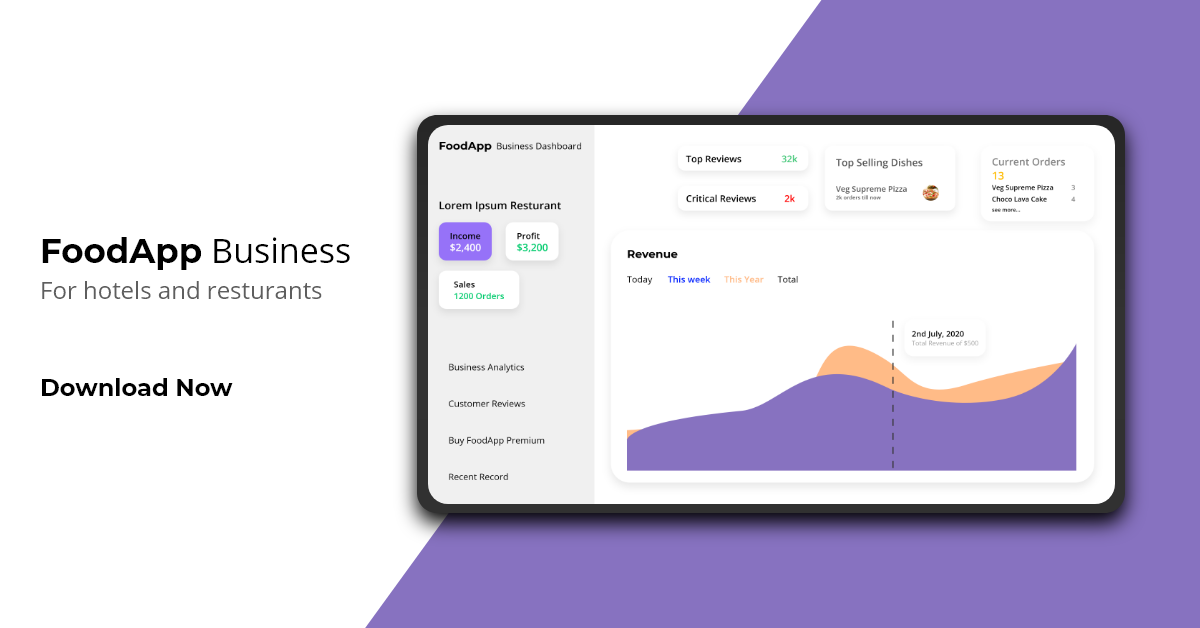 FoodApp Business
For hotels and resturants
Download Now
FoodApp Business Dashboard
Lorem Ipsum Resturant
Income
$2,400
Profit
$3,200
Sales
1200 Orders
Business Analytics
Customer Reviews
Buy FoodApp Premium
Recent Record
Top Reviews 32k
Critical Reviews 2k
Top Selling Dishes
Veg Supreme Pizza
2k orders till now
Current Orders
13
Veg Supreme Pizza 3
Choco Lava Cake 4
see more...
Revenue
Today This week This Year Total
2nd July, 2020
Total Revenue of $500